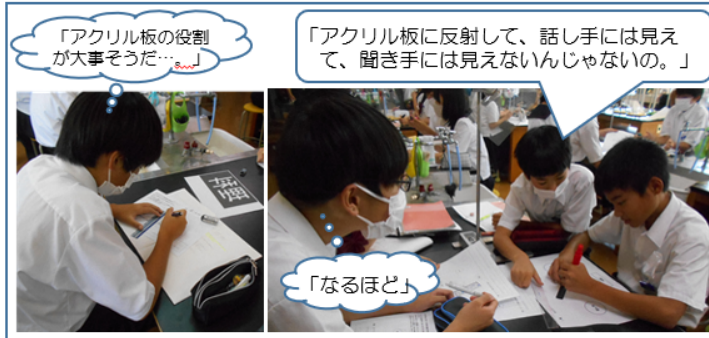 「アクリル板の役割
が大事そうだ…。」
「アクリル板に反射して、話し手には見え
て、聞き手には見えないんじゃないの。」
「なるほど」